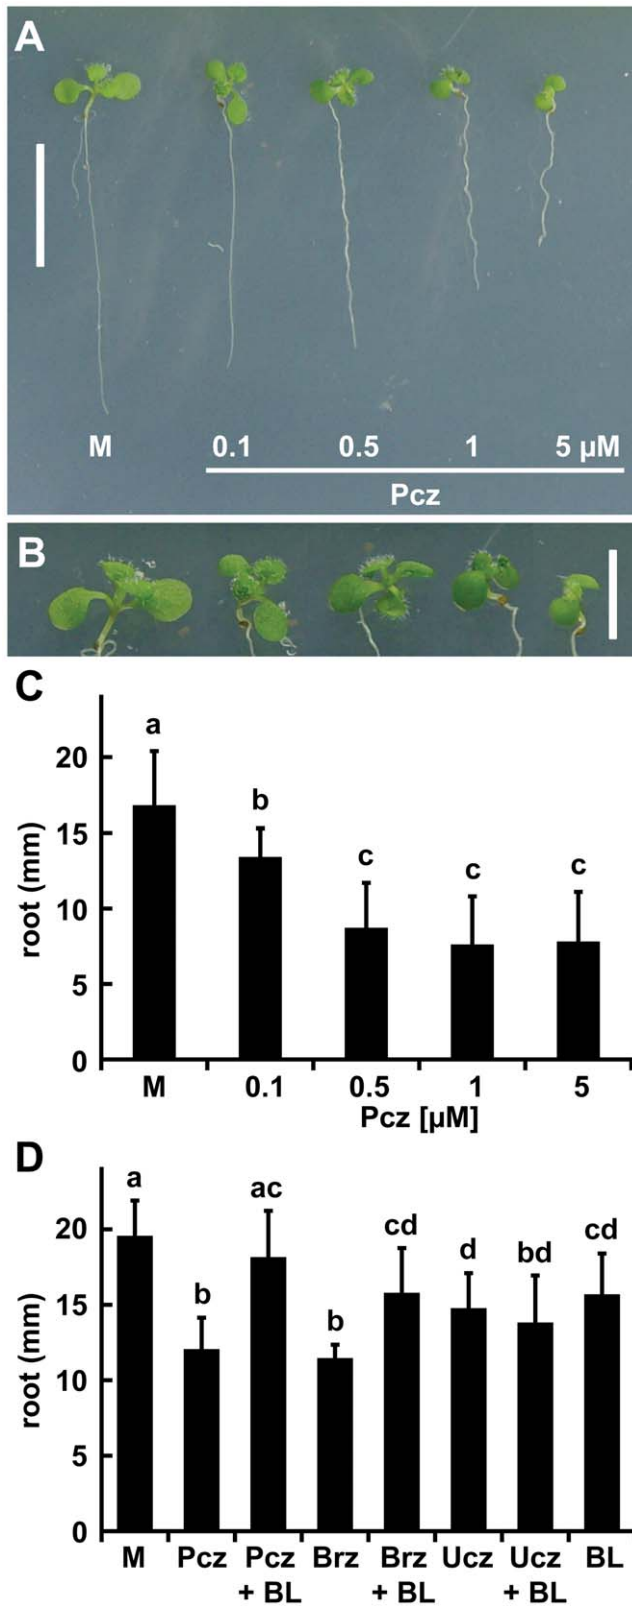 A
M 0.1 0.5 1 5 µM
Pcz
B
C
a
b
c
c
c
20
15
10
5
0
root (mm)
M 0.1 0.5 1 5
Pcz [µM]
D
a
b
ac
b
cd
d
bd
cd
20
15
10
5
0
root (mm)
M Pcz Pcz Brz Brz Ucz Ucz BL
+ BL + BL + BL